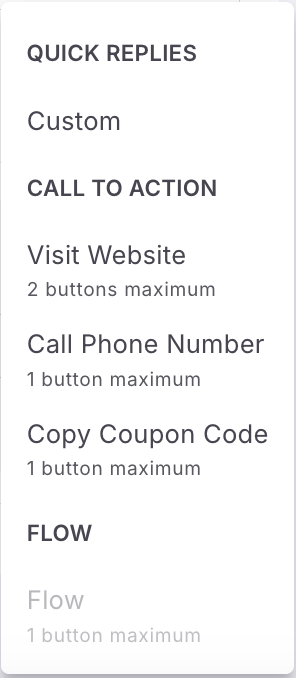 QUICK REPLIES
Custom
CALL TO ACTION
Visit Website
2 buttons maximum
Call Phone Number
1 button maximum
Copy Coupon Code
1 button maximum
FLOW
Flow
1 button maximum